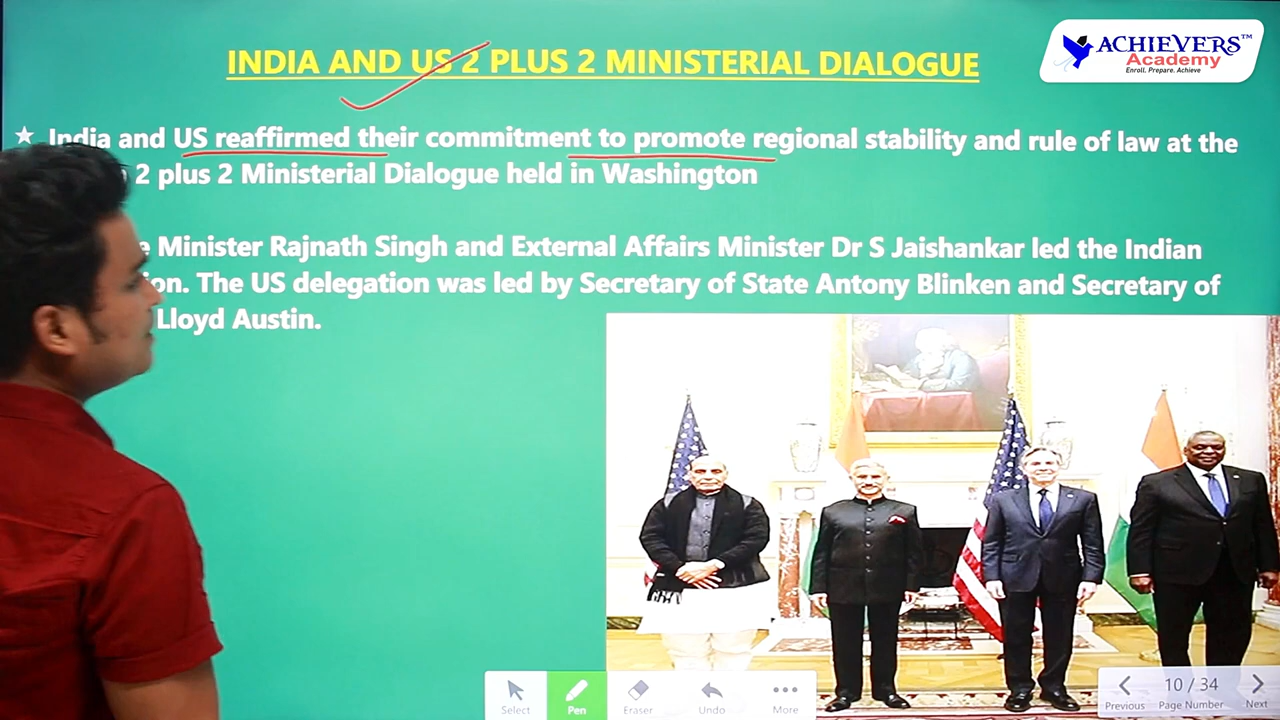 INDIA AND US 2 PLUS 2 MINISTERIAL DIALOGUE
ACHIEVERS™
Academy
Enroll. Prepare. Achieve
India and US reaffirmed their commitment to promote regional stability and rule of law at the
2 plus 2 Ministerial Dialogue held in Washington
Minister Rajnath Singh and External Affairs Minister Dr S Jaishankar led the Indian
The US delegation was led by Secretary of State Antony Blinken and Secretary of
Lloyd Austin.
Select
Pen
Eraser
Undo
More
Previous
10 / 34
Page Number
Next